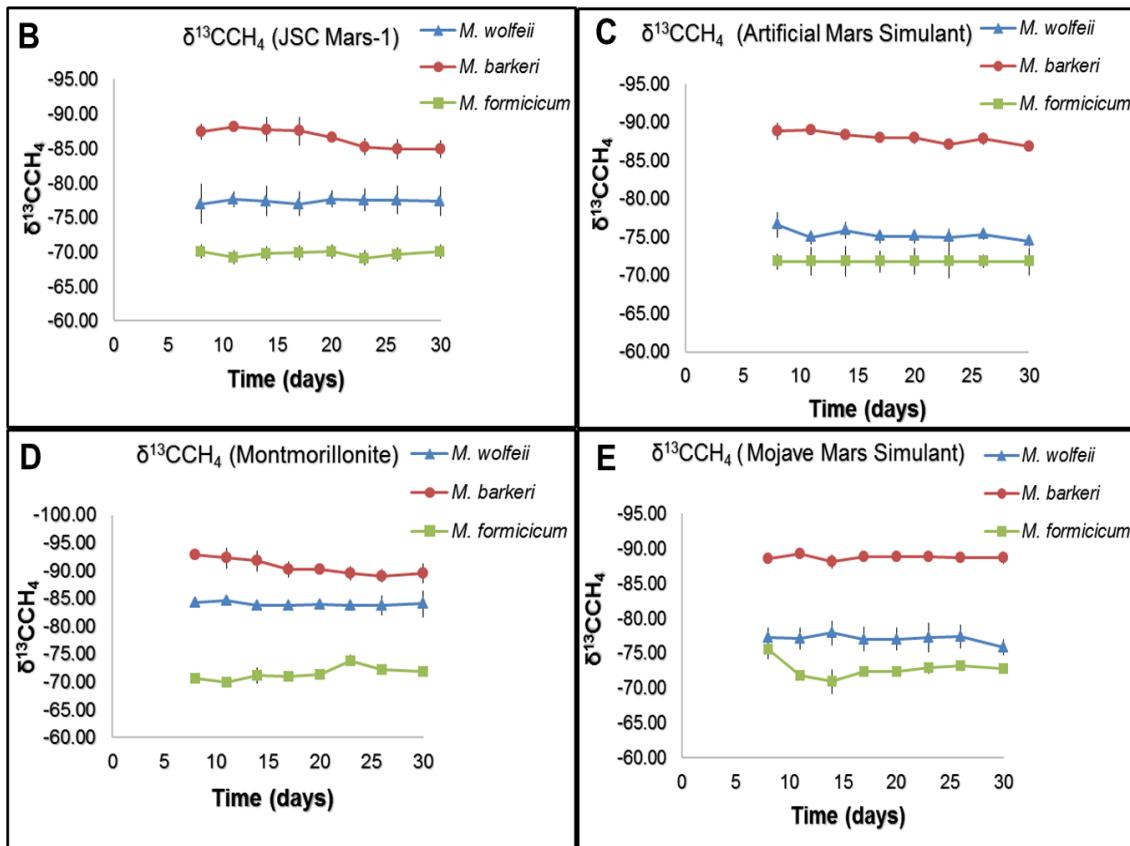 B
δ¹³CCH₄ (JSC Mars-1)
M. wolfeii
M. barkeri
M. formicicum
δ¹³CCH₄
-95.00
-90.00
-85.00
-80.00
-75.00
-70.00
-65.00
-60.00
0 5 10 15 20 25 30
Time (days)
C
δ¹³CCH₄ (Artificial Mars Simulant)
M. wolfeii
M. barkeri
M. formicicum
δ¹³CCH₄
-95.00
-90.00
-85.00
-80.00
-75.00
-70.00
-65.00
-60.00
0 5 10 15 20 25 30
Time (days)
D
δ¹³CCH₄ (Montmorillonite)
M. wolfeii
M. barkeri
M. formicicum
δ¹³CCH₄
-100.00
-95.00
-90.00
-85.00
-80.00
-75.00
-70.00
-65.00
-60.00
0 5 10 15 20 25 30
Time (days)
E
δ¹³CCH₄ (Mojave Mars Simulant)
M. wolfeii
M. barkeri
M. formicicum
δ¹³CCH₄
-95.00
-90.00
-85.00
-80.00
-75.00
-70.00
-65.00
-60.00
0 5 10 15 20 25 30
Time (days)